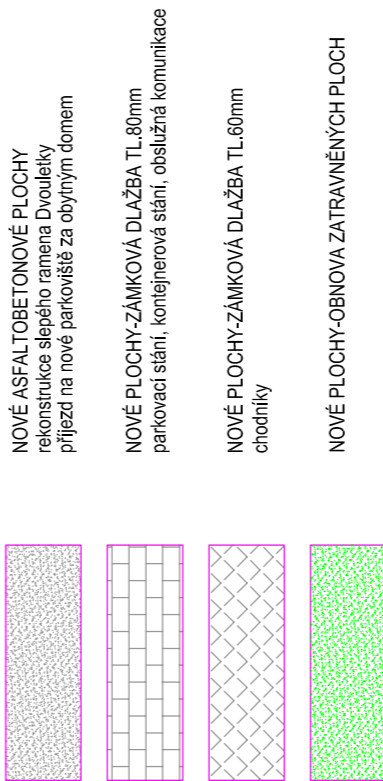 NOVÉ ASFALTOBETONOVÉ PLOCHY
rekonstrukce slepého ramena Dvouletky
příjezd na nové parkoviště za obytným domem
NOVÉ PLOCHY-ZÁMKOVÁ DLAŽBA TL.80mm
parkovací stání, kontejnerová stání, obslužná komunikace
NOVÉ PLOCHY-ZÁMKOVÁ DLAŽBA TL.60mm
chodníky
NOVÉ PLOCHY-OBNOVA ZATRAVNĚNÝCH PLOCH